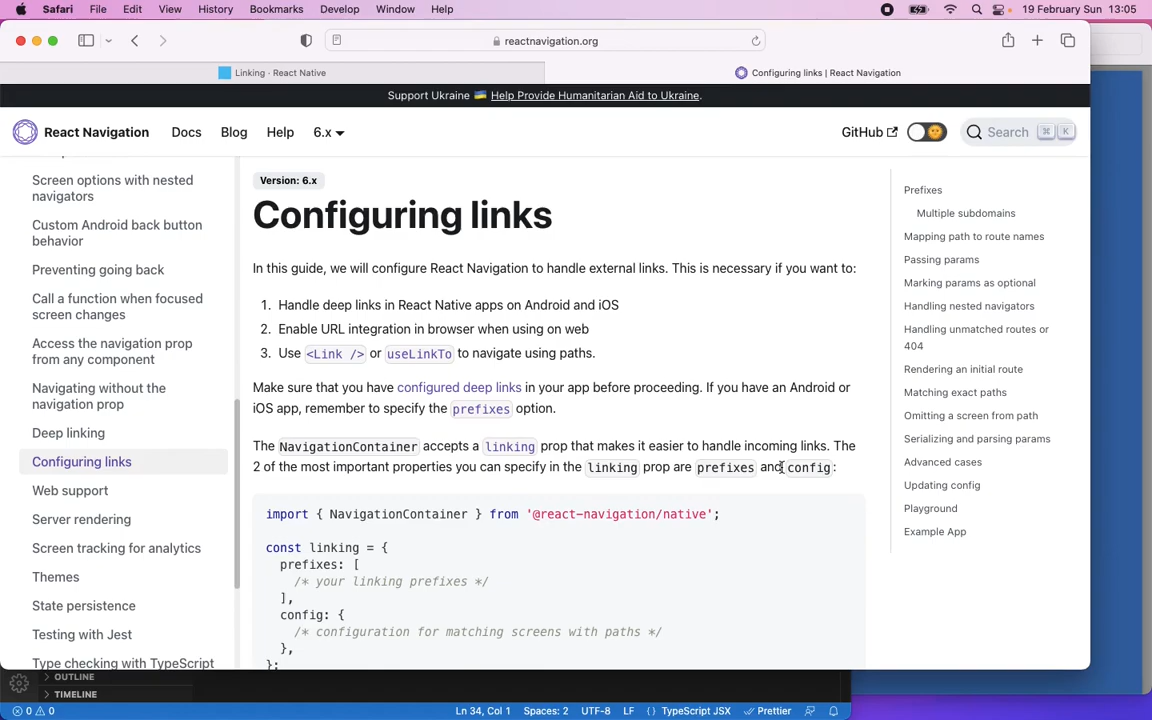 Safari File Edit View History Bookmarks Develop Window Help 19 February Sun 13:05
reactnavigation.org
Linking · React Native
Configuring links | React Navigation
Support Ukraine 🇺🇦 Help Provide Humanitarian Aid to Ukraine.
React Navigation Docs Blog Help 6.x GitHub Search ⌘ K
Screen options with nested
navigators
Custom Android back button
behavior
Preventing going back
Call a function when focused
screen changes
Access the navigation prop
from any component
Navigating without the
navigation prop
Deep linking
Configuring links
Web support
Server rendering
Screen tracking for analytics
Themes
State persistence
Testing with Jest
Type checking with TypeScript
Version: 6.x
Configuring links
In this guide, we will configure React Navigation to handle external links. This is necessary if you want to:
1. Handle deep links in React Native apps on Android and iOS
2. Enable URL integration in browser when using on web
3. Use <Link /> or useLinkTo to navigate using paths.
Make sure that you have configured deep links in your app before proceeding. If you have an Android or
iOS app, remember to specify the prefixes option.
The NavigationContainer accepts a linking prop that makes it easier to handle incoming links. The
2 of the most important properties you can specify in the linking prop are prefixes and config:
import { NavigationContainer } from '@react-navigation/native';
const linking = {
prefixes: [
/* your linking prefixes */
],
config: {
/* configuration for matching screens with paths */
},
};
Prefixes
Multiple subdomains
Mapping path to route names
Passing params
Marking params as optional
Handling nested navigators
Handling unmatched routes or
404
Rendering an initial route
Matching exact paths
Omitting a screen from path
Serializing and parsing params
Advanced cases
Updating config
Playground
Example App
OUTLINE
TIMELINE
0 0 Ln 34, Col 1 Spaces: 2 UTF-8 LF {} TypeScript JSX Prettier